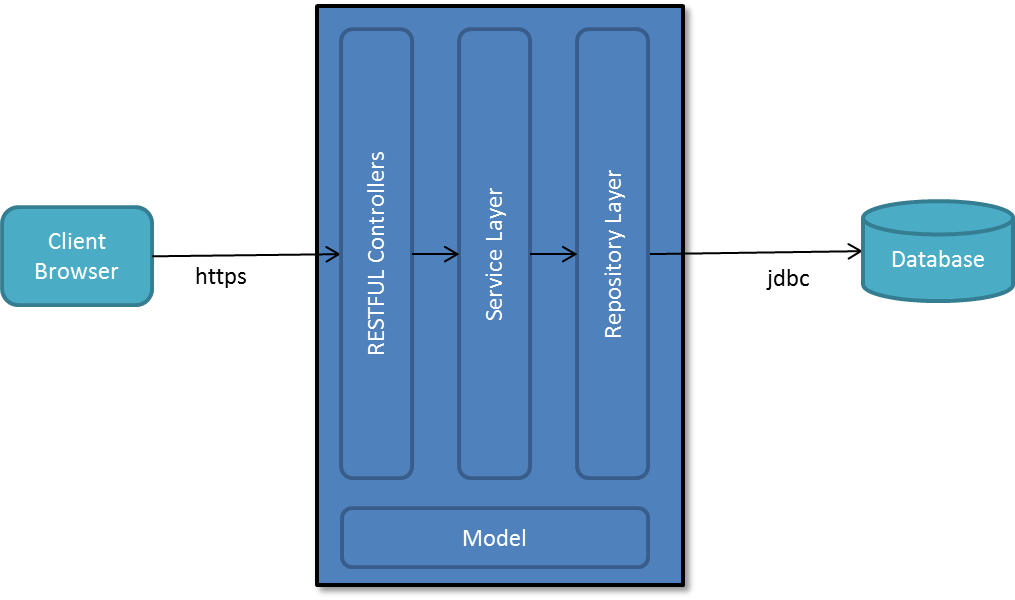 Client
Browser
https
RESTFUL Controllers
Service Layer
Repository Layer
jdbc
Database
Model